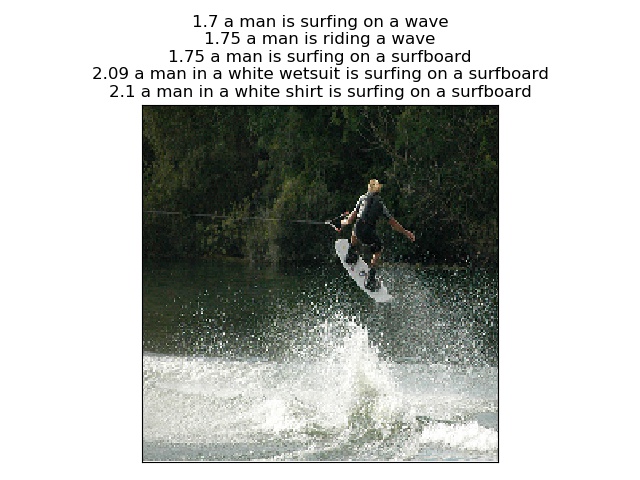 1.7 a man is surfing on a wave
1.75 a man is riding a wave
1.75 a man is surfing on a surfboard
2.09 a man in a white wetsuit is surfing on a surfboard
2.1 a man in a white shirt is surfing on a surfboard